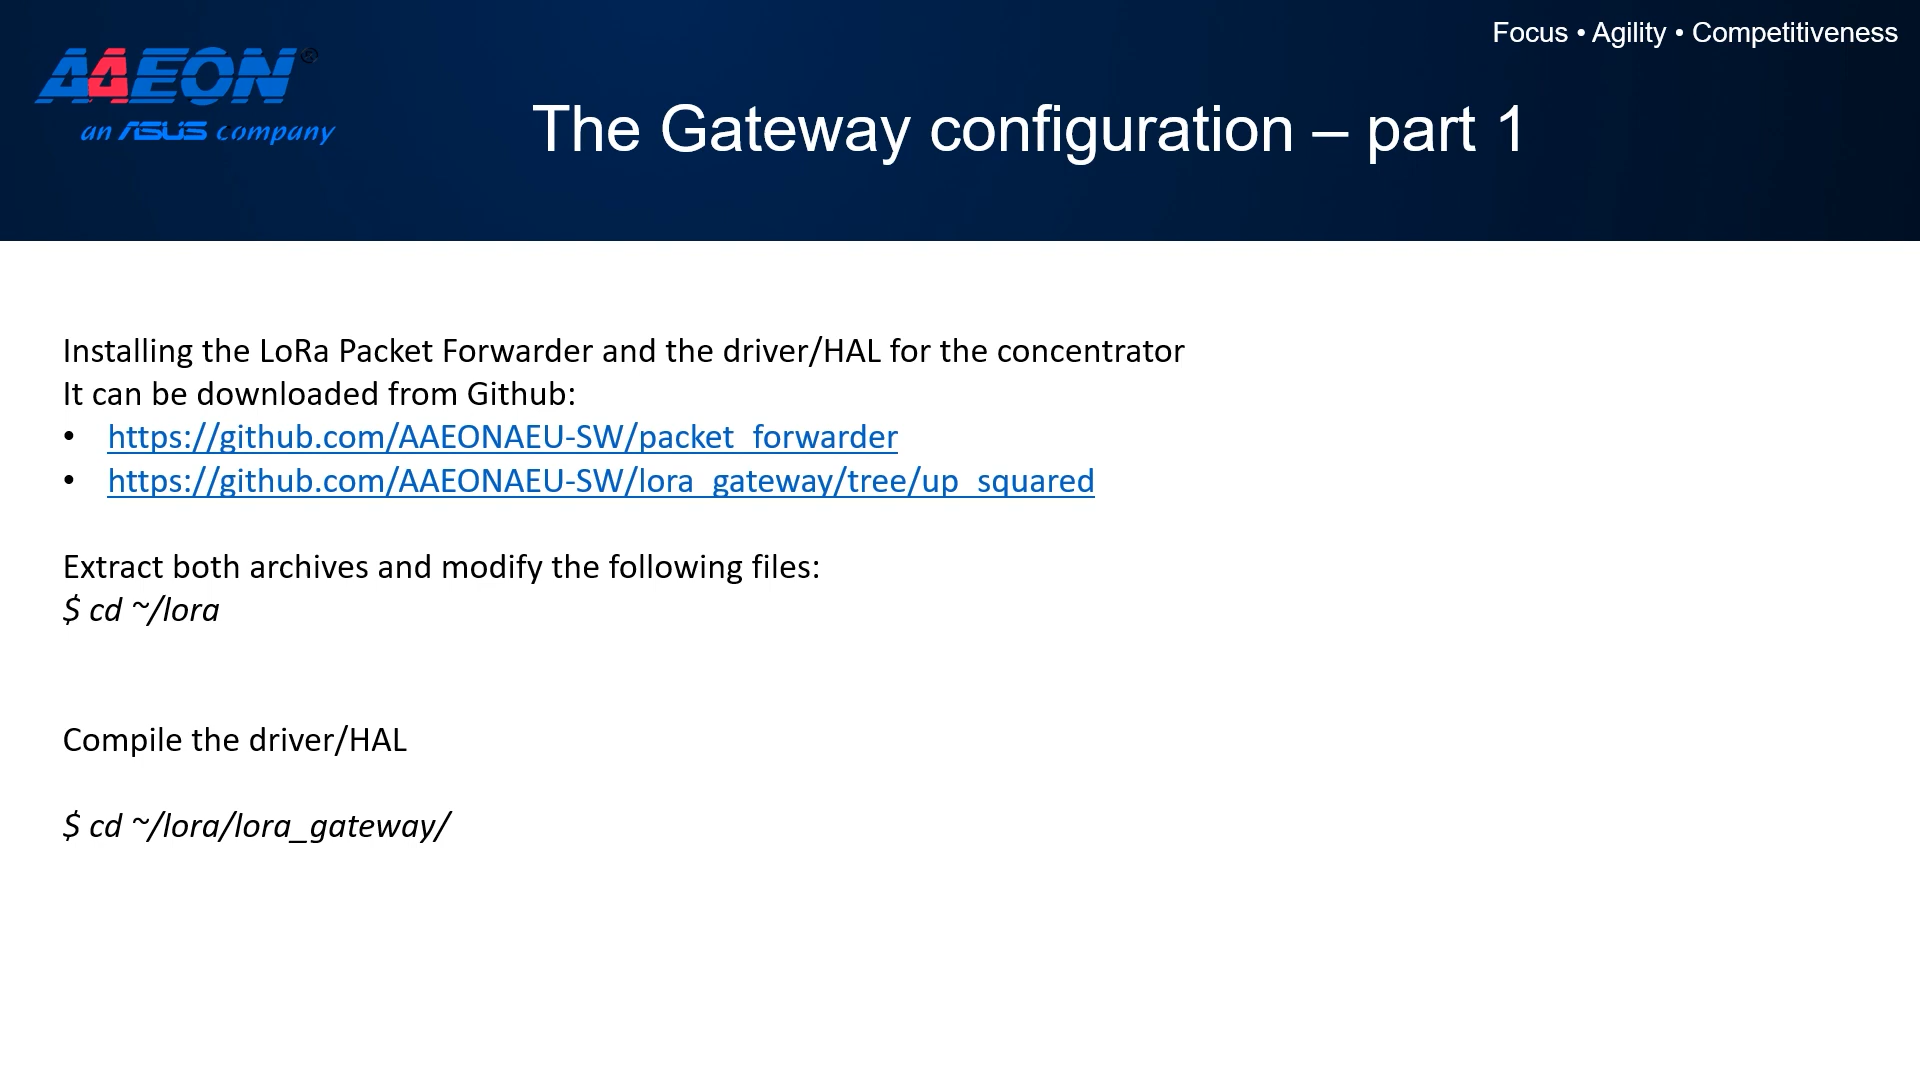 Focus • Agility • Competitiveness
AAEON®
an ASUS company
The Gateway configuration – part 1
Installing the LoRa Packet Forwarder and the driver/HAL for the concentrator
It can be downloaded from Github:
• https://github.com/AAEONAEU-SW/packet_forwarder
• https://github.com/AAEONAEU-SW/lora_gateway/tree/up_squared
Extract both archives and modify the following files:
$ cd ~/lora
Compile the driver/HAL
$ cd ~/lora/lora_gateway/